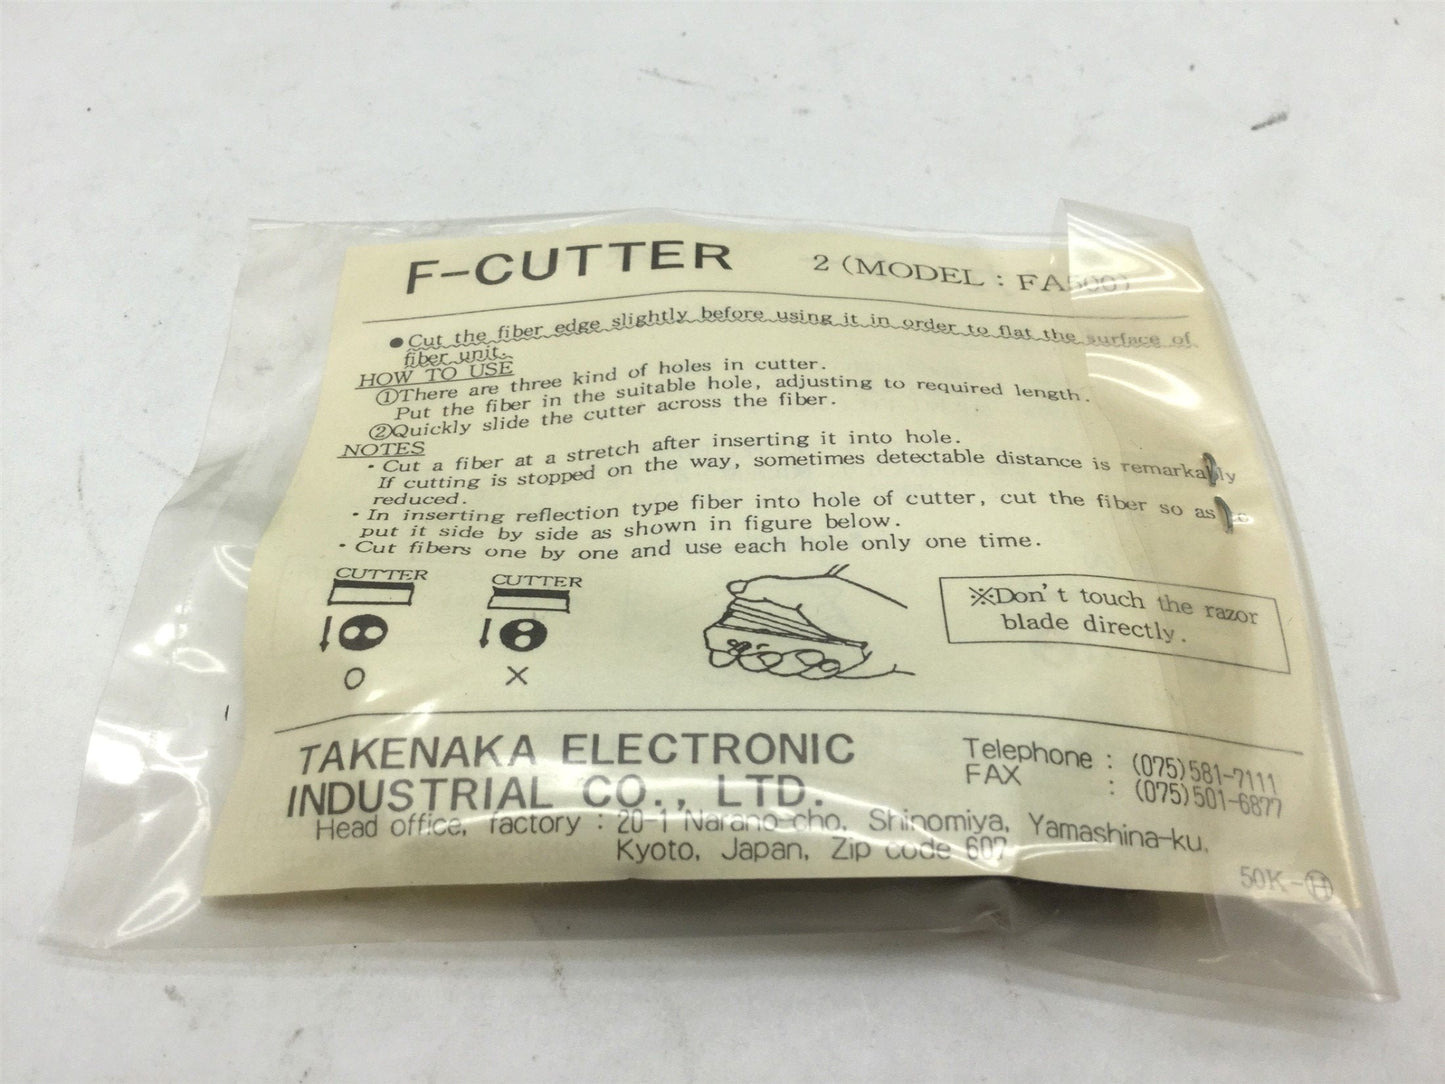 F-CUTTER 2 (MODEL : FA500)
● Cut the fiber edge slightly before using it in order to flat the surface of
fiber unit.
HOW TO USE
①There are three kind of holes in cutter.
Put the fiber in the suitable hole, adjusting to required length.
②Quickly slide the cutter across the fiber.
NOTES
・Cut a fiber at a stretch after inserting it into hole.
If cutting is stopped on the way, sometimes detectable distance is remarkably
reduced.
・In inserting reflection type fiber into hole of cutter, cut the fiber so as to
put it side by side as shown in figure below.
・Cut fibers one by one and use each hole only one time.
CUTTER CUTTER
○ ×
※Don't touch the razor
blade directly.
TAKENAKA ELECTRONIC
INDUSTRIAL CO., LTD.
Telephone : (075)581-7111
FAX : (075)501-6877
Head office, factory : 20-1 Narano-cho, Shinomiya, Yamashina-ku,
Kyoto, Japan, Zip code 607
50K-Ⓗ